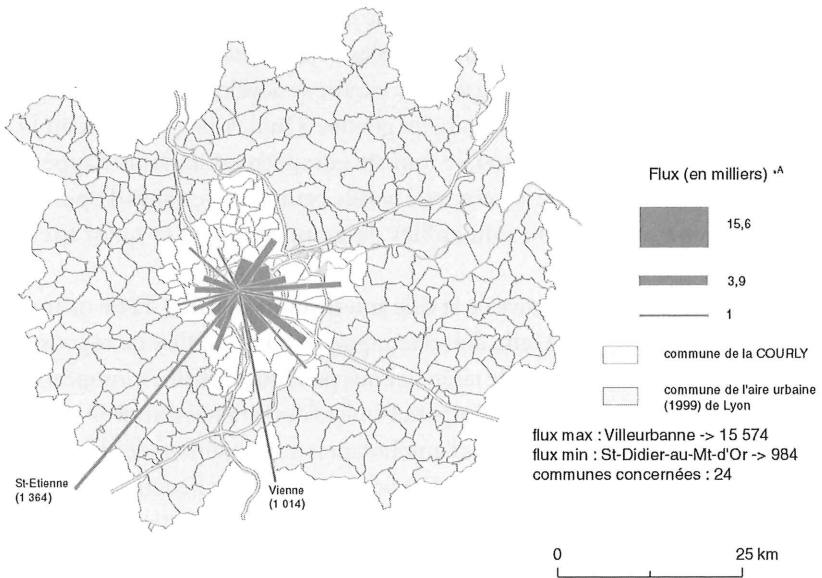 Flux (en milliers) *A
15,6
3,9
1
commune de la COURLY
commune de l'aire urbaine
(1999) de Lyon
flux max : Villeurbanne -> 15 574
flux min : St-Didier-au-Mt-d'Or -> 984
communes concernées : 24
St-Etienne
(1 364)
Vienne
(1 014)
0 25 km